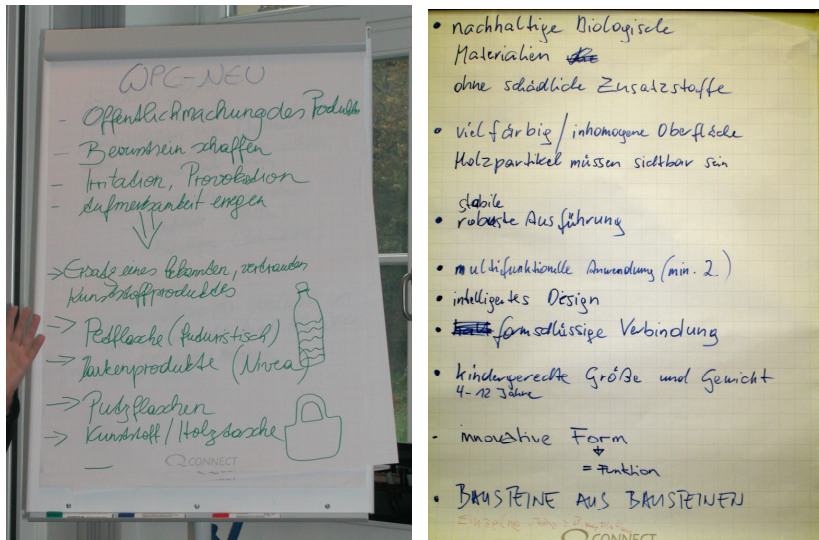 WPC-NEU
- Öffentlichmachung des Produktes
- Bewusstsein schaffen
- Irritation, Provokation
- Aufmerksamkeit erregen
→ Ersatz eines bekannten, vertrauten
Kunststoffproduktes
→ Petflasche (futuristisch)
→ Markenprodukte (Nivea)
→ Putzflaschen
→ Kunststoff/Holztasche
CONNECT
• nachhaltige Biologische
Materialien
ohne schädliche Zusatzstoffe
• vielfärbig/inhomogene Oberfläche
Holzpartikel müssen sichtbar sein
stabile
• robuste Ausführung
• multifunktionelle Anwendung (min. 2)
• intelligentes Design
• formschlüssige Verbindung
• kindergerechte Größe und Gewicht
4-12 Jahre
- innovative Form
= Funktion
• BAUSTEINE AUS BAUSTEINEN
CONNECT